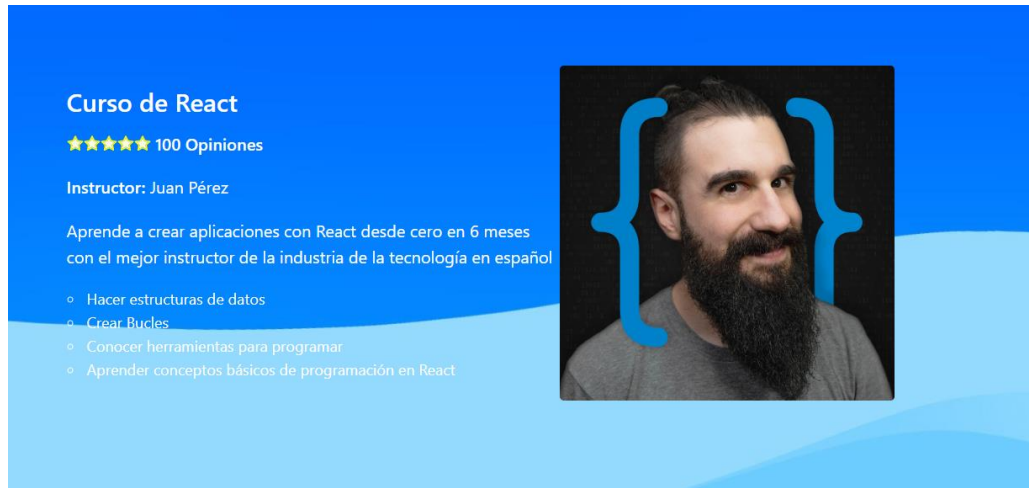 Curso de React
100 Opiniones
Instructor: Juan Pérez
Aprende a crear aplicaciones con React desde cero en 6 meses
con el mejor instructor de la industria de la tecnología en español
Hacer estructuras de datos
Crear Bucles
Conocer herramientas para programar
Aprender conceptos básicos de programación en React